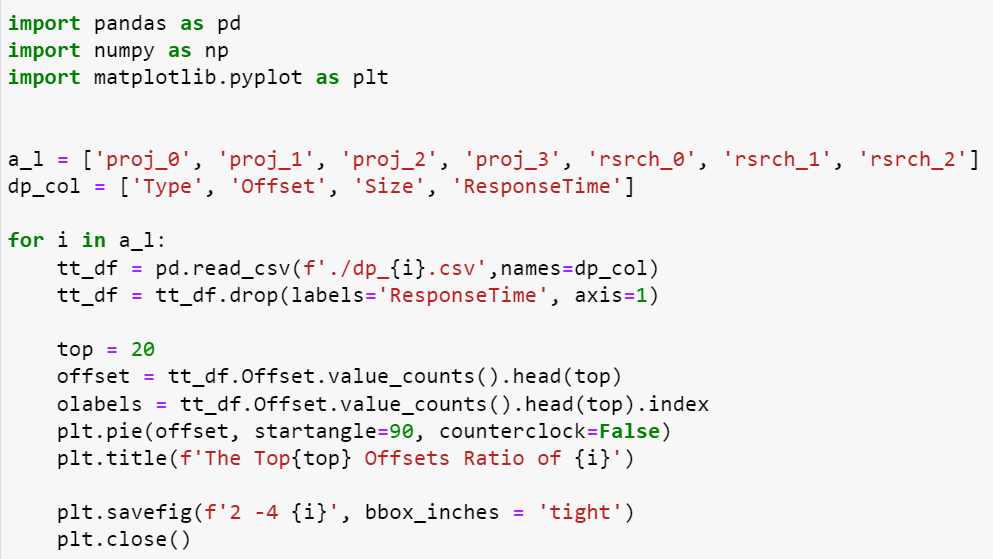 import pandas as pd
import numpy as np
import matplotlib.pyplot as plt
a_l = ['proj_0', 'proj_1', 'proj_2', 'proj_3', 'rsrch_0', 'rsrch_1', 'rsrch_2']
dp_col = ['Type', 'Offset', 'Size', 'ResponseTime']
for i in a_l:
    tt_df = pd.read_csv(f'./dp_{i}.csv',names=dp_col)
    tt_df = tt_df.drop(labels='ResponseTime', axis=1)
    top = 20
    offset = tt_df.Offset.value_counts().head(top)
    olabels = tt_df.Offset.value_counts().head(top).index
    plt.pie(offset, startangle=90, counterclock=False)
    plt.title(f'The Top{top} Offsets Ratio of {i}')
    plt.savefig(f'2 -4 {i}', bbox_inches = 'tight')
    plt.close()